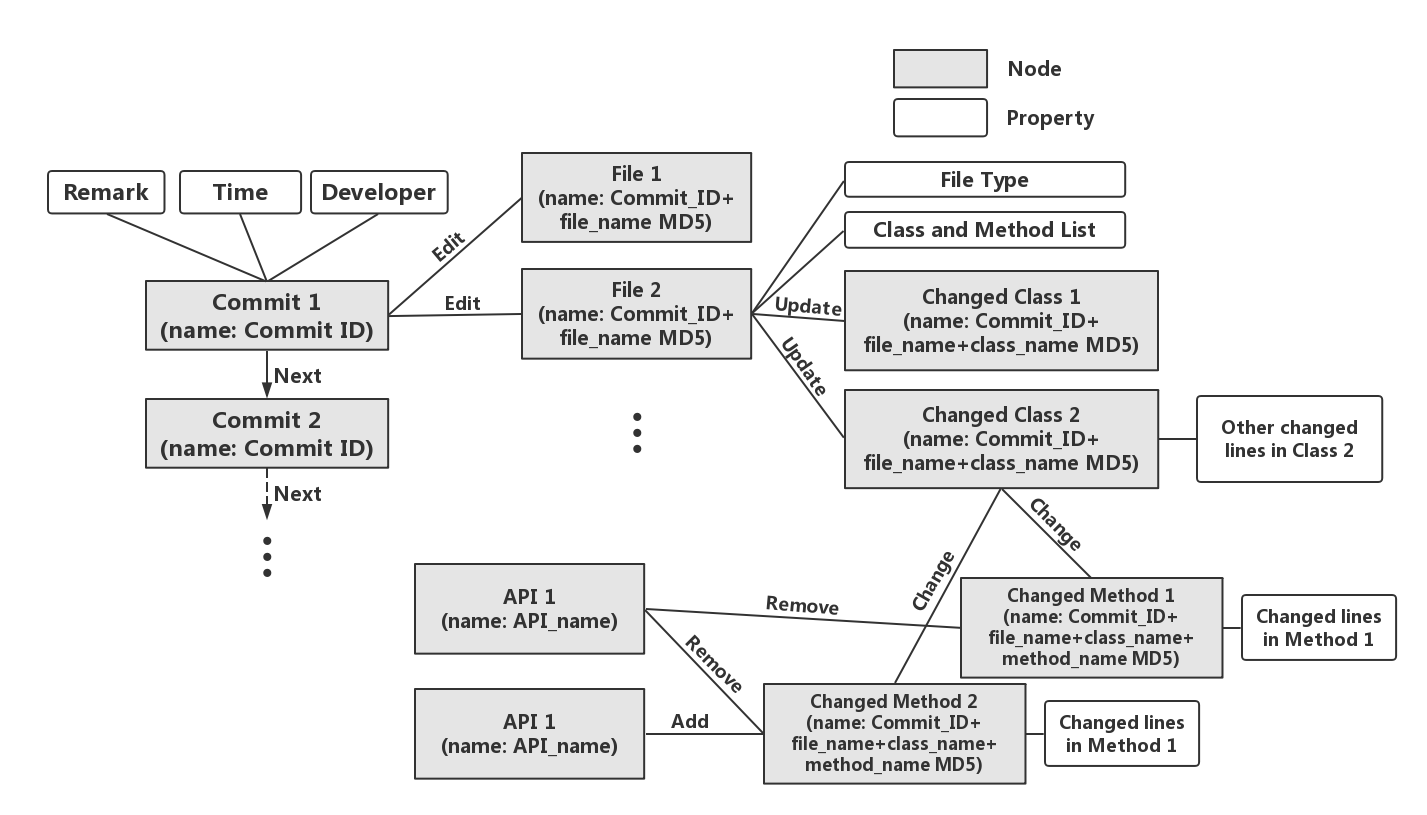 Node
Property
Remark
Time
Developer
File 1
(name: Commit_ID+
file_name MD5)
File Type
Class and Method List
Edit
Commit 1
(name: Commit ID)
Edit
File 2
(name: Commit_ID+
file_name MD5)
Update
Changed Class 1
(name: Commit_ID+
file_name+class_name MD5)
Update
Next
Commit 2
(name: Commit ID)
Changed Class 2
(name: Commit_ID+
file_name+class_name MD5)
Other changed
lines in Class 2
Next
Change
Change
API 1
(name: API_name)
Remove
Changed Method 1
(name: Commit_ID+
file_name+class_name+
method_name MD5)
Changed lines
in Method 1
Remove
API 1
(name: API_name)
Add
Changed Method 2
(name: Commit_ID+
file_name+class_name+
method_name MD5)
Changed lines
in Method 1